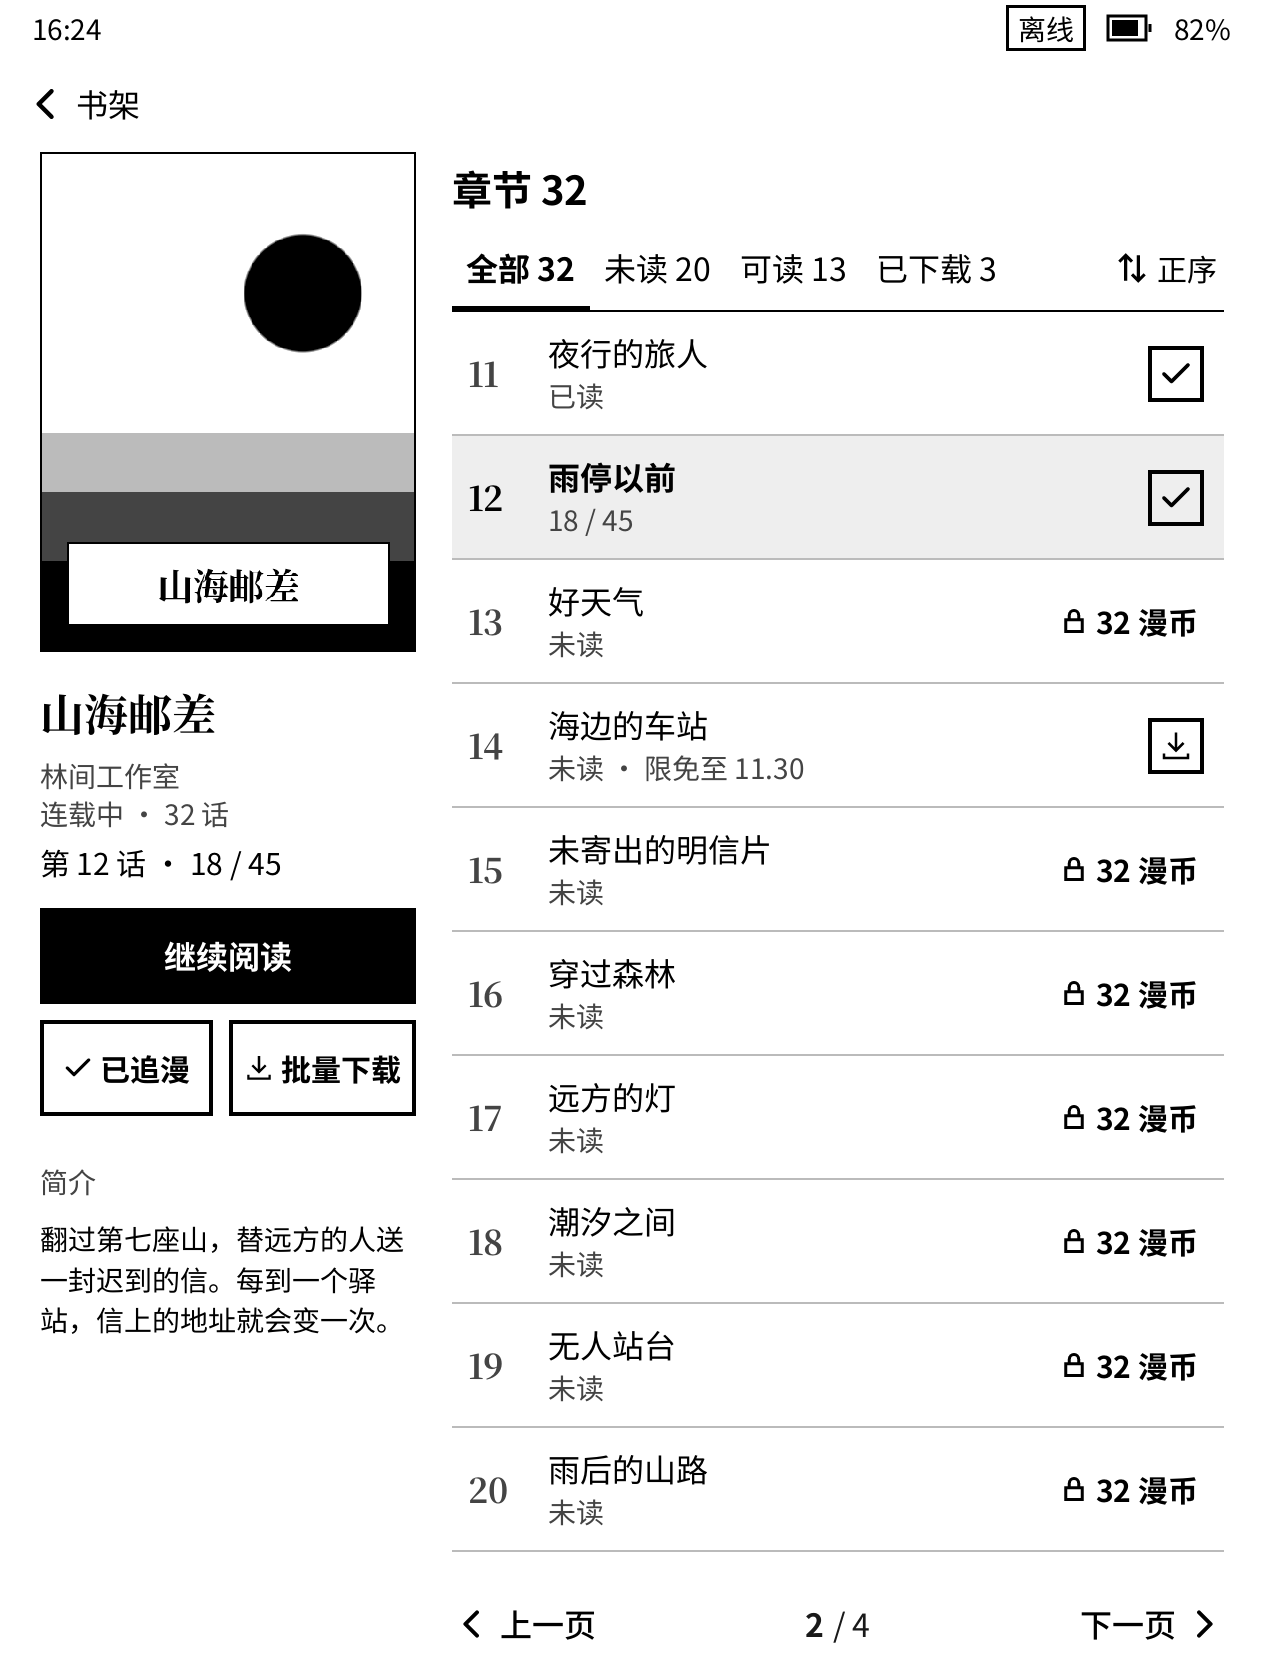 16:24
离线
82%
书架
山海邮差
山海邮差
林间工作室
连载中 · 32 话
第 12 话 · 18 / 45
继续阅读
已追漫
批量下载
简介
翻过第七座山，替远方的人送
一封迟到的信。每到一个驿
站，信上的地址就会变一次。
章节 32
全部 32
未读 20
可读 13
已下载 3
正序
11
夜行的旅人
已读
12
雨停以前
18 / 45
13
好天气
未读
32 漫币
14
海边的车站
未读 · 限免至 11.30
15
未寄出的明信片
未读
32 漫币
16
穿过森林
未读
32 漫币
17
远方的灯
未读
32 漫币
18
潮汐之间
未读
32 漫币
19
无人站台
未读
32 漫币
20
雨后的山路
未读
32 漫币
上一页
2 / 4
下一页